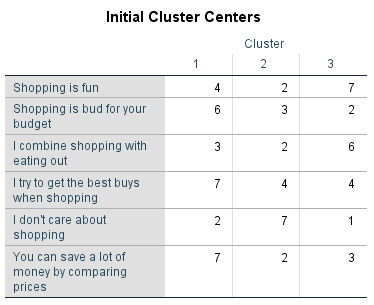 Initial Cluster Centers
Cluster
1 2 3
Shopping is fun 4 2 7
Shopping is bud for your
budget 6 3 2
I combine shopping with
eating out 3 2 6
I try to get the best buys
when shopping 7 4 4
I don't care about
shopping 2 7 1
You can save a lot of
money by comparing
prices 7 2 3